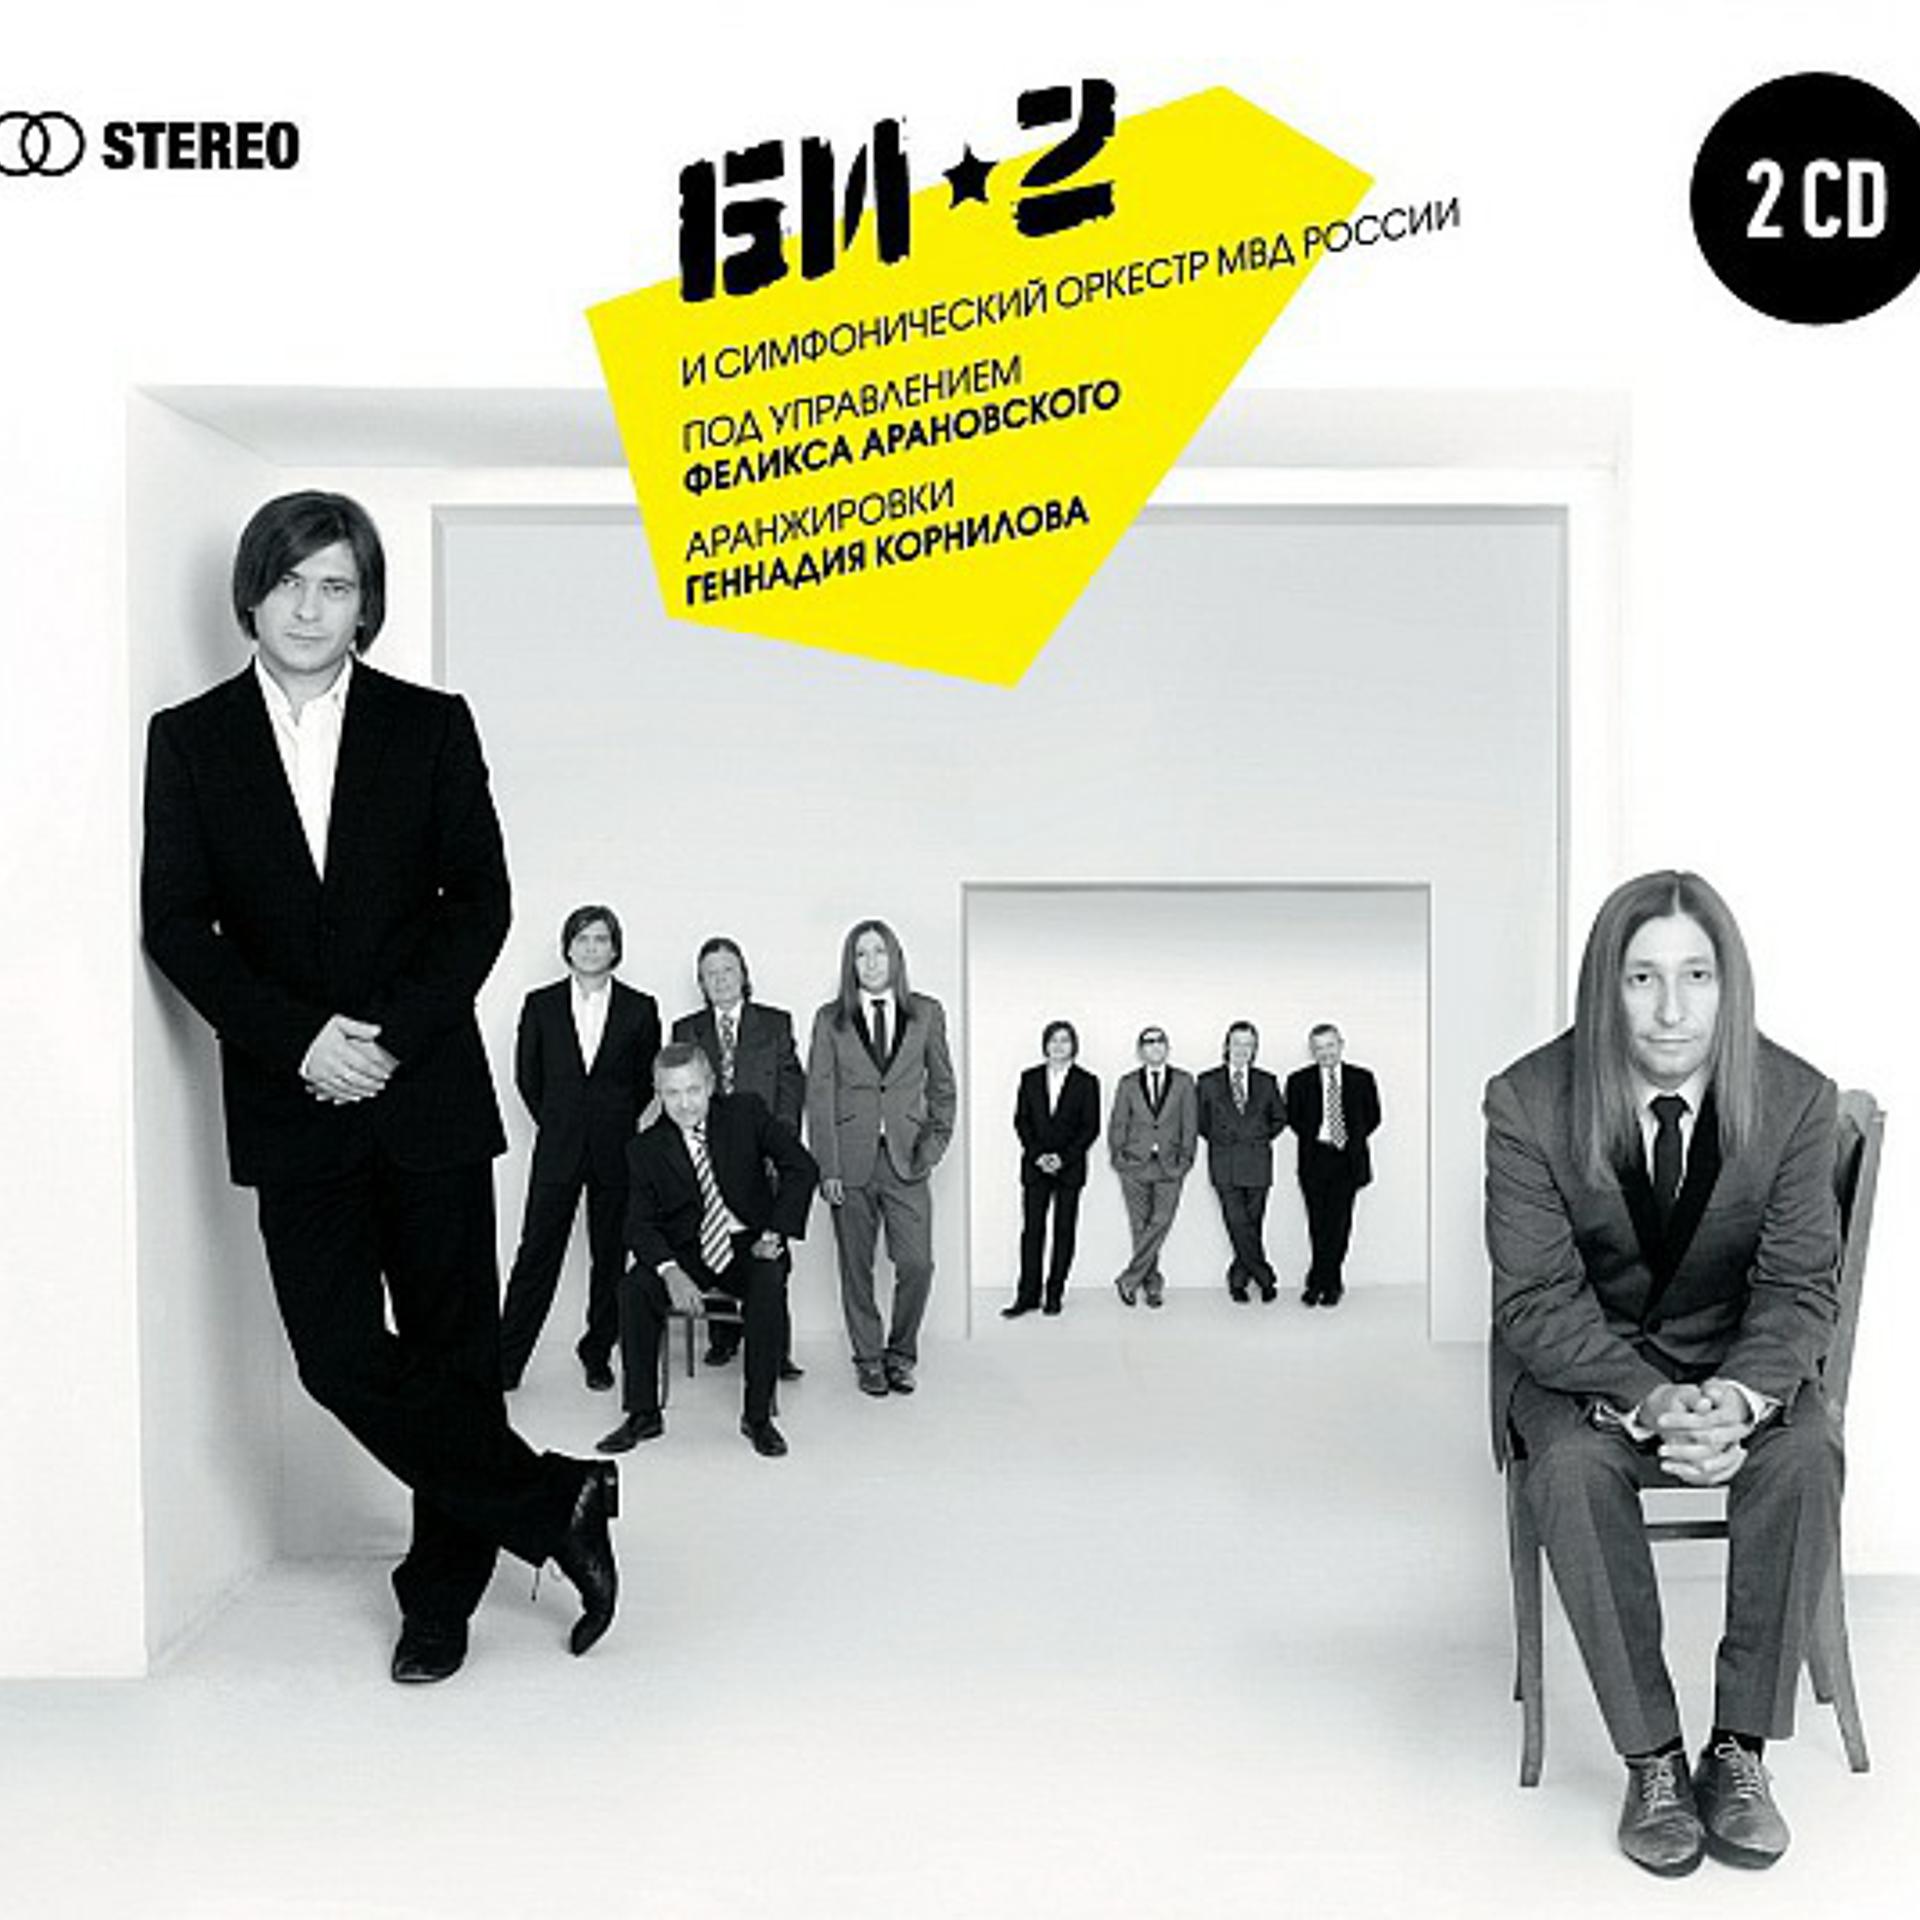 STEREO
БИ★2
2 CD
И СИМФОНИЧЕСКИЙ ОРКЕСТР МВД РОССИИ
ПОД УПРАВЛЕНИЕМ
ФЕЛИКСА АРАНОВСКОГО
АРАНЖИРОВКИ
ГЕННАДИЯ КОРНИЛОВА